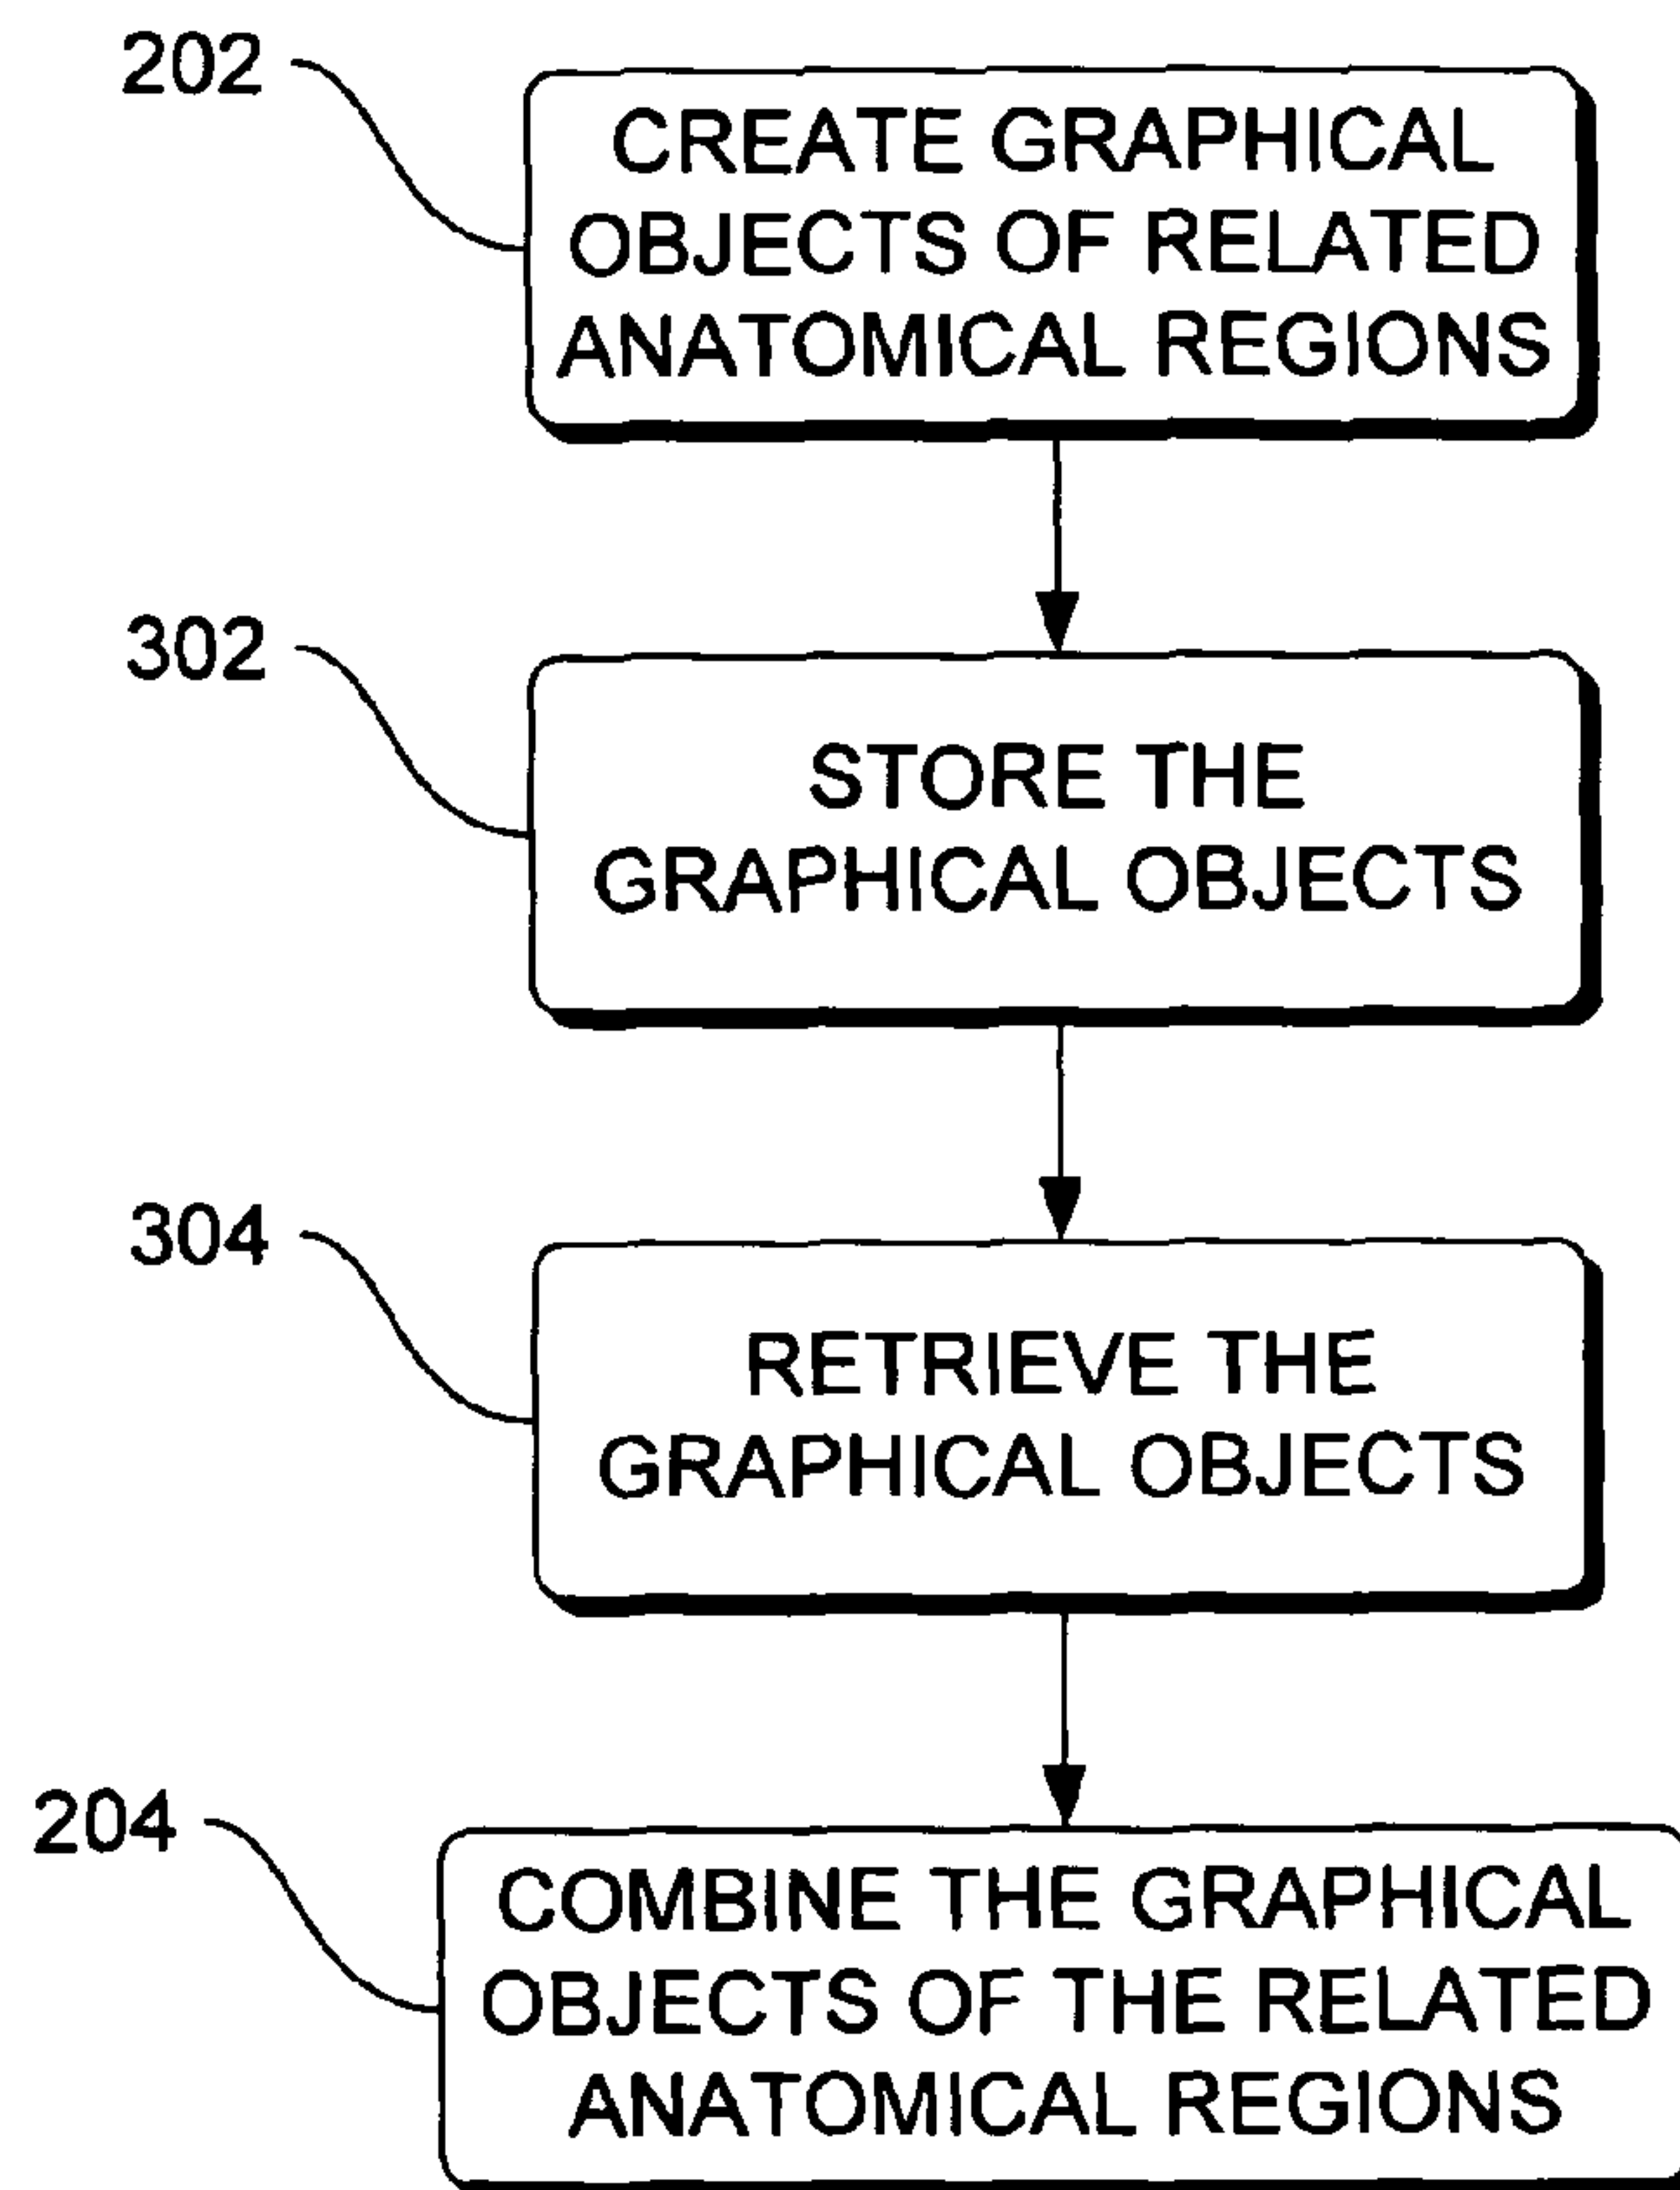 202
CREATE GRAPHICAL
OBJECTS OF RELATED
ANATOMICAL REGIONS
302
STORE THE
GRAPHICAL OBJECTS
304
RETRIEVE THE
GRAPHICAL OBJECTS
204
COMBINE THE GRAPHICAL
OBJECTS OF THE RELATED
ANATOMICAL REGIONS